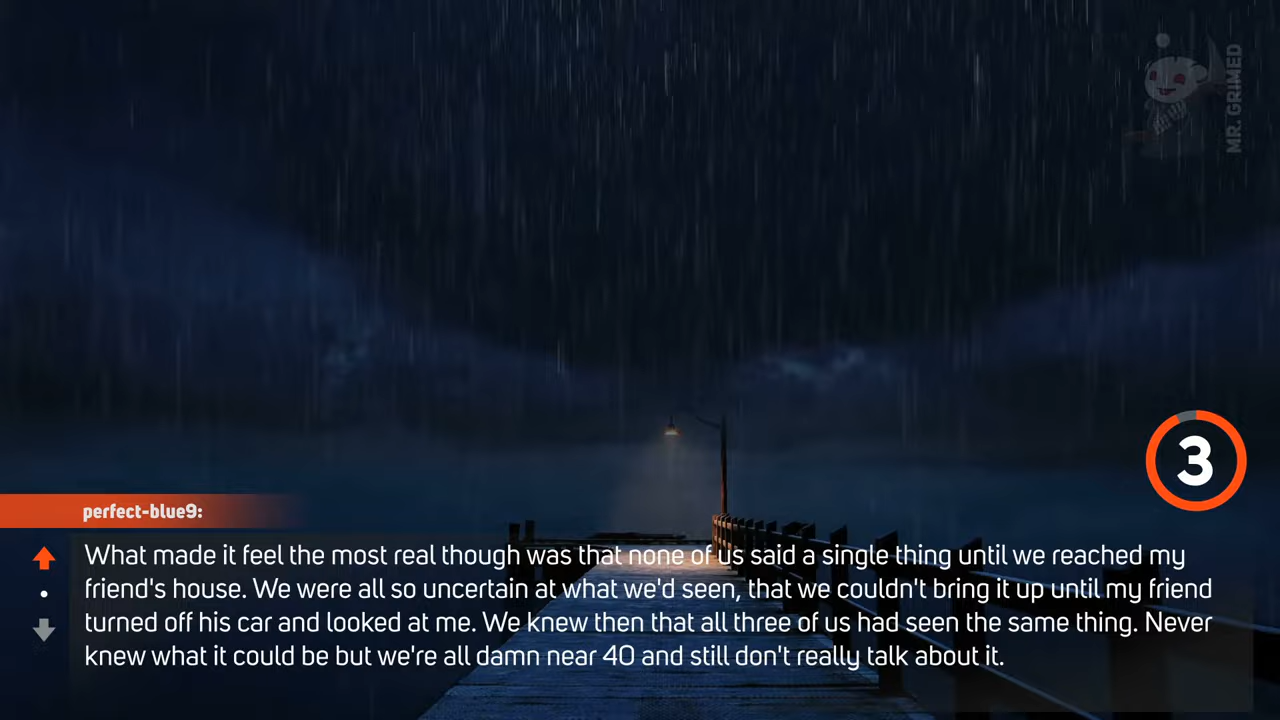 MR. GRIMED
3
perfect-blue9:
What made it feel the most real though was that none of us said a single thing until we reached my
friend's house. We were all so uncertain at what we'd seen, that we couldn't bring it up until my friend
turned off his car and looked at me. We knew then that all three of us had seen the same thing. Never
knew what it could be but we're all damn near 40 and still don't really talk about it.